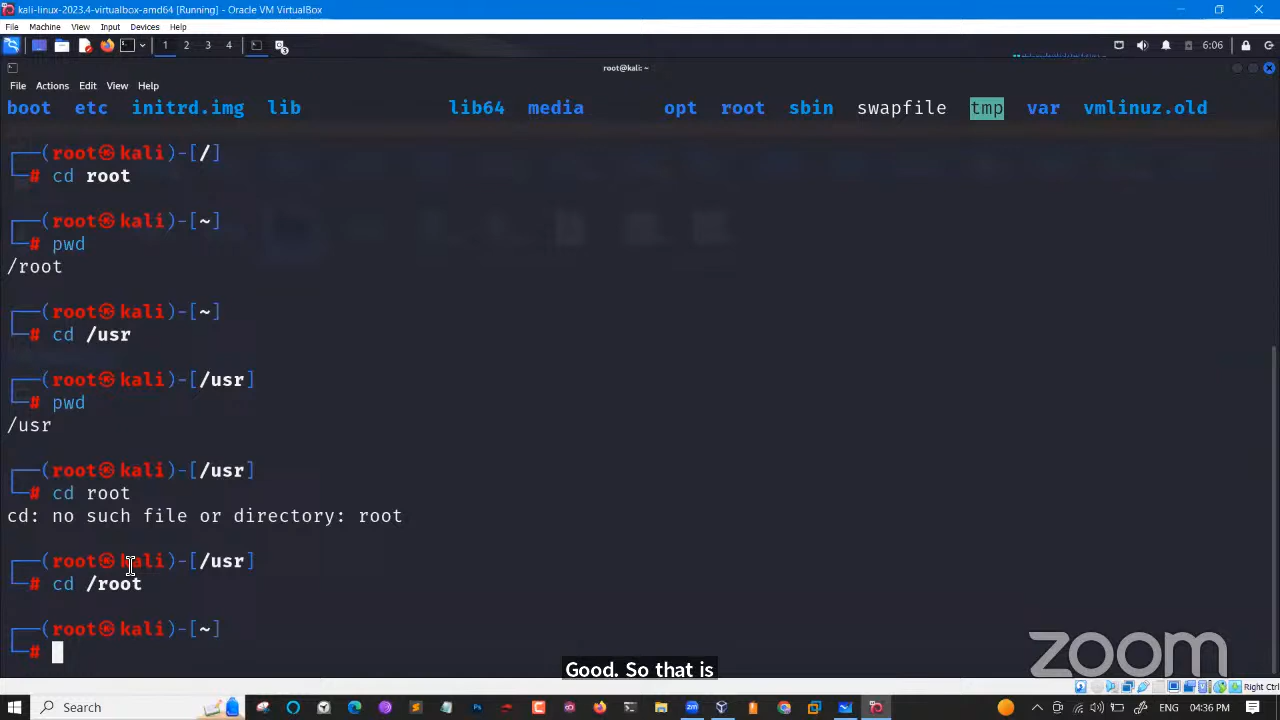 kali-linux-2023.4-virtualbox-amd64 [Running] - Oracle VM VirtualBox
File Machine View Input Devices Help
1 2 3 4 6:06
root@kali: ~
File Actions Edit View Help
boot etc initrd.img lib lib64 media opt root sbin swapfile tmp var vmlinuz.old
┌──(root㉿kali)-[/]
└─# cd root
┌──(root㉿kali)-[~]
└─# pwd
/root
┌──(root㉿kali)-[~]
└─# cd /usr
┌──(root㉿kali)-[/usr]
└─# pwd
/usr
┌──(root㉿kali)-[/usr]
└─# cd root
cd: no such file or directory: root
┌──(root㉿kali)-[/usr]
└─# cd /root
┌──(root㉿kali)-[~]
└─#
zoom
Good. So that is
Right Ctrl
Search
ENG
04:36 PM